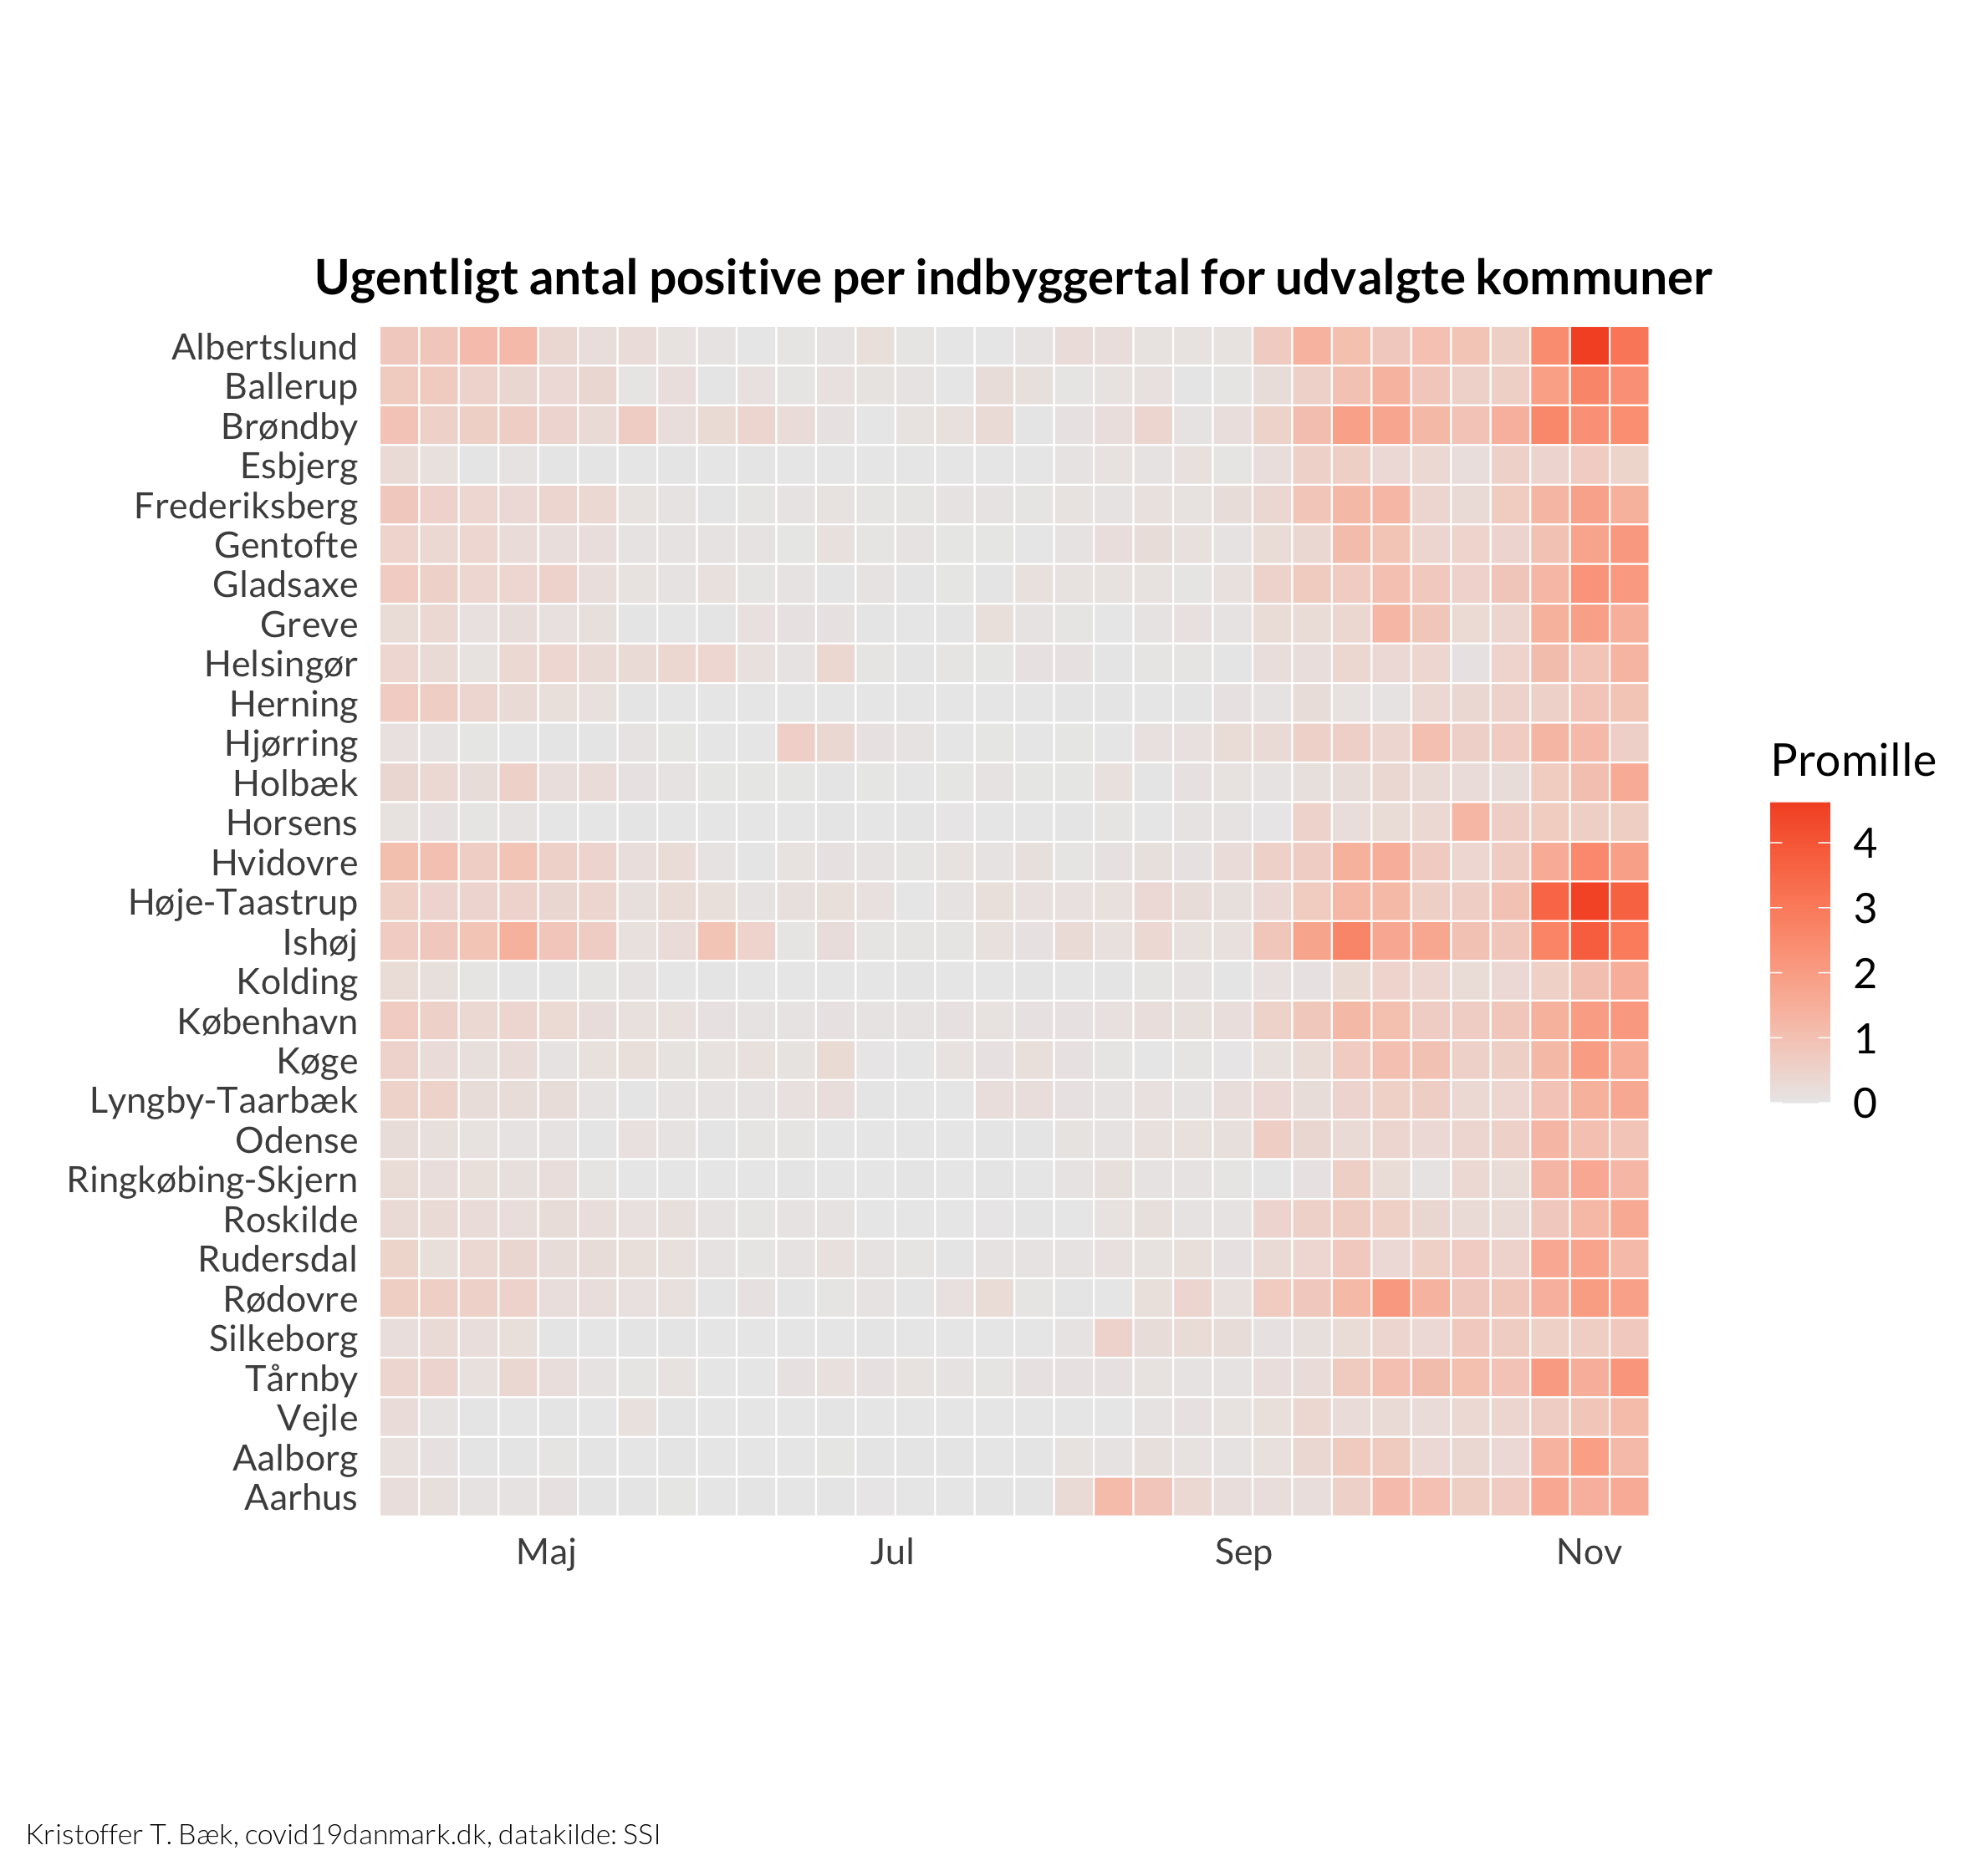 Ugentligt antal positive per indbyggertal for udvalgte kommuner
Albertslund
Ballerup
Brøndby
Esbjerg
Frederiksberg
Gentofte
Gladsaxe
Greve
Helsingør
Herning
Hjørring
Holbæk
Horsens
Hvidovre
Høje-Taastrup
Ishøj
Kolding
København
Køge
Lyngby-Taarbæk
Odense
Ringkøbing-Skjern
Roskilde
Rudersdal
Rødovre
Silkeborg
Tårnby
Vejle
Aalborg
Aarhus
Maj Jul Sep Nov
Promille
4
3
2
1
0
Kristoffer T. Bæk, covid19danmark.dk, datakilde: SSI